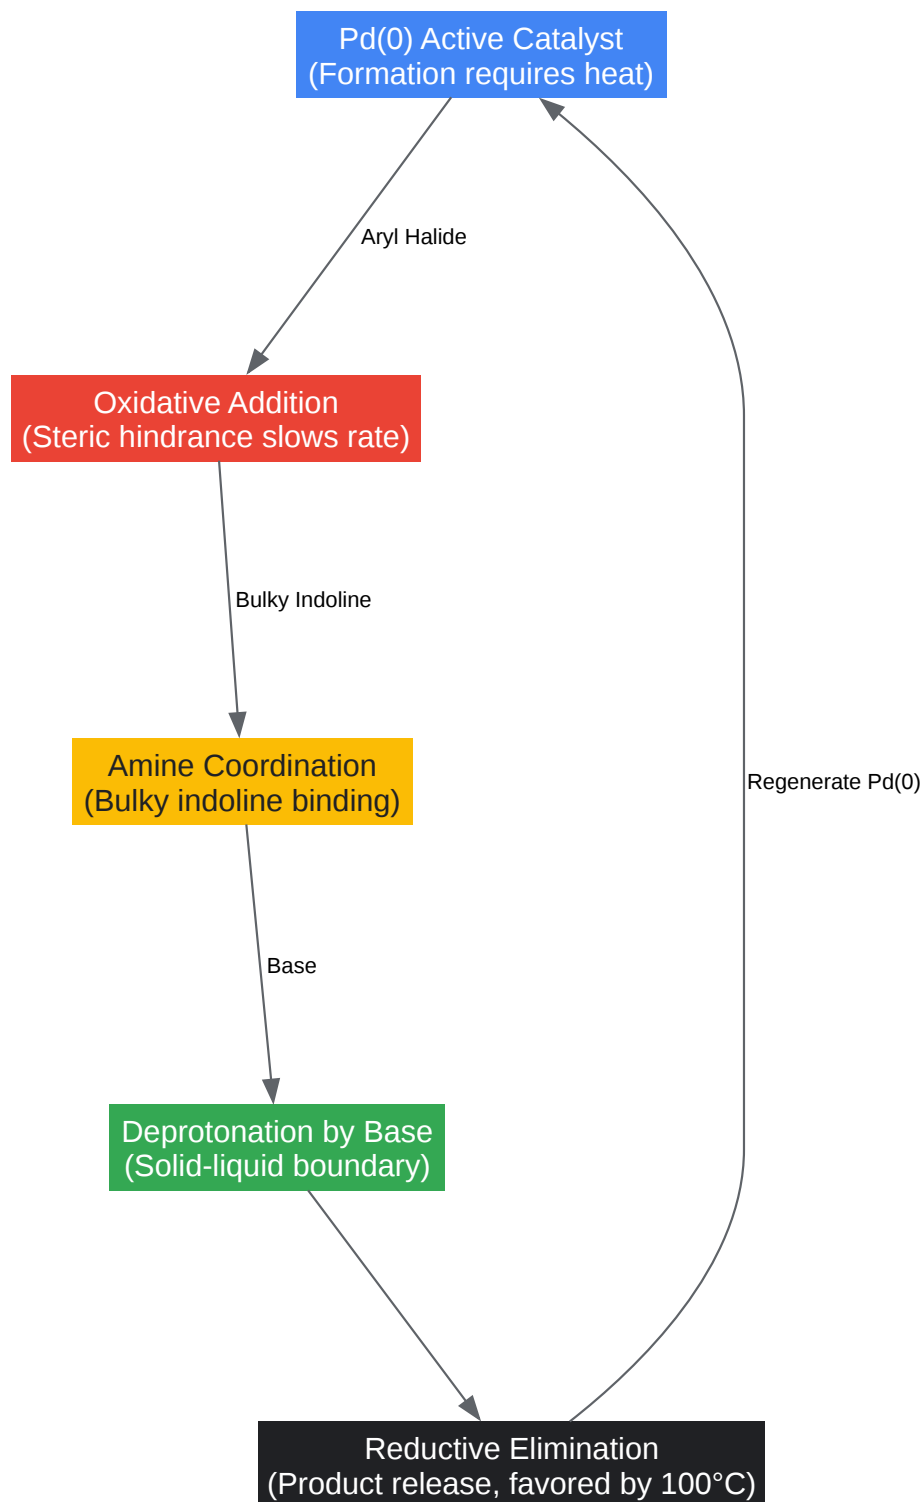 Pd(0) Active Catalyst
(Formation requires heat)
Aryl Halide
Oxidative Addition
(Steric hindrance slows rate)
Bulky Indoline
Amine Coordination
(Bulky indoline binding)
Regenerate Pd(0)
Base
Deprotonation by Base
(Solid-liquid boundary)
Reductive Elimination
(Product release, favored by 100°C)